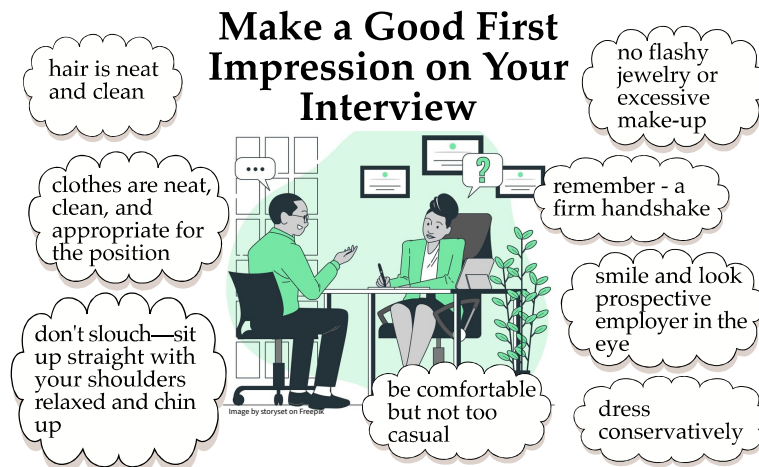 Make a Good First
Impression on Your
Interview
hair is neat
and clean
no flashy
jewelry or
excessive
make-up
clothes are neat,
clean, and
appropriate for
the position
...
?
remember - a
firm handshake
don't slouch—sit
up straight with
your shoulders
relaxed and chin
up
smile and look
prospective
employer in the
eye
be comfortable
but not too
casual
dress
conservatively
Image by storyset on Freepik